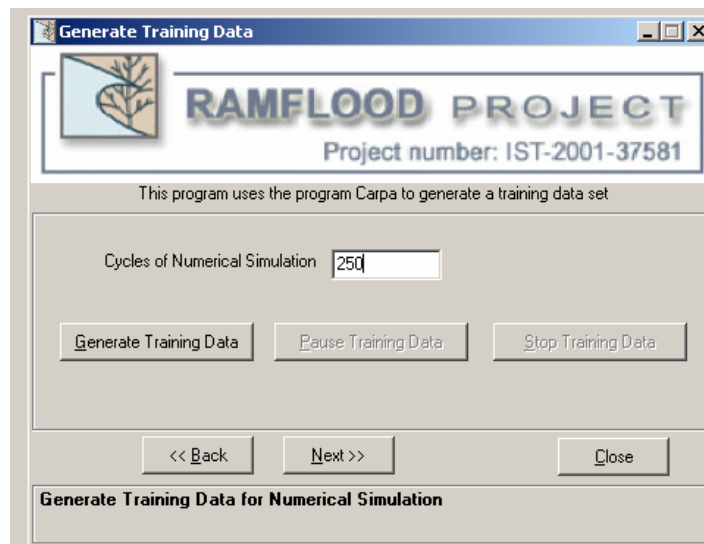 Generate Training Data
RAMFLOOD PROJECT
Project number: IST-2001-37581
This program uses the program Carpa to generate a training data set
Cycles of Numerical Simulation 250
Generate Training Data Pause Training Data Stop Training Data
<< Back Next >> Close
Generate Training Data for Numerical Simulation